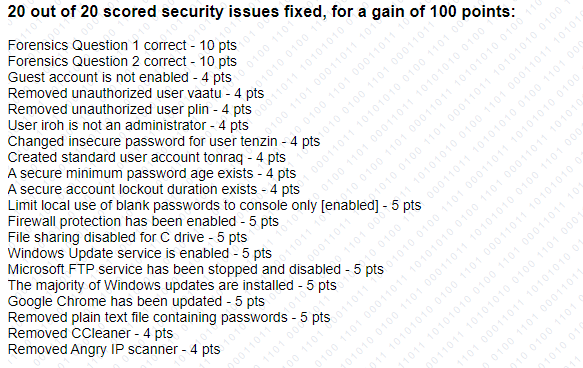 20 out of 20 scored security issues fixed, for a gain of 100 points:
Forensics Question 1 correct - 10 pts
Forensics Question 2 correct - 10 pts
Guest account is not enabled - 4 pts
Removed unauthorized user vaatu - 4 pts
Removed unauthorized user plin - 4 pts
User iroh is not an administrator - 4 pts
Changed insecure password for user tenzin - 4 pts
Created standard user account tonraq - 4 pts
A secure minimum password age exists - 4 pts
A secure account lockout duration exists - 4 pts
Limit local use of blank passwords to console only [enabled] - 5 pts
Firewall protection has been enabled - 5 pts
File sharing disabled for C drive - 5 pts
Windows Update service is enabled - 5 pts
Microsoft FTP service has been stopped and disabled - 5 pts
The majority of Windows updates are installed - 5 pts
Google Chrome has been updated - 5 pts
Removed plain text file containing passwords - 5 pts
Removed CCleaner - 4 pts
Removed Angry IP scanner - 4 pts